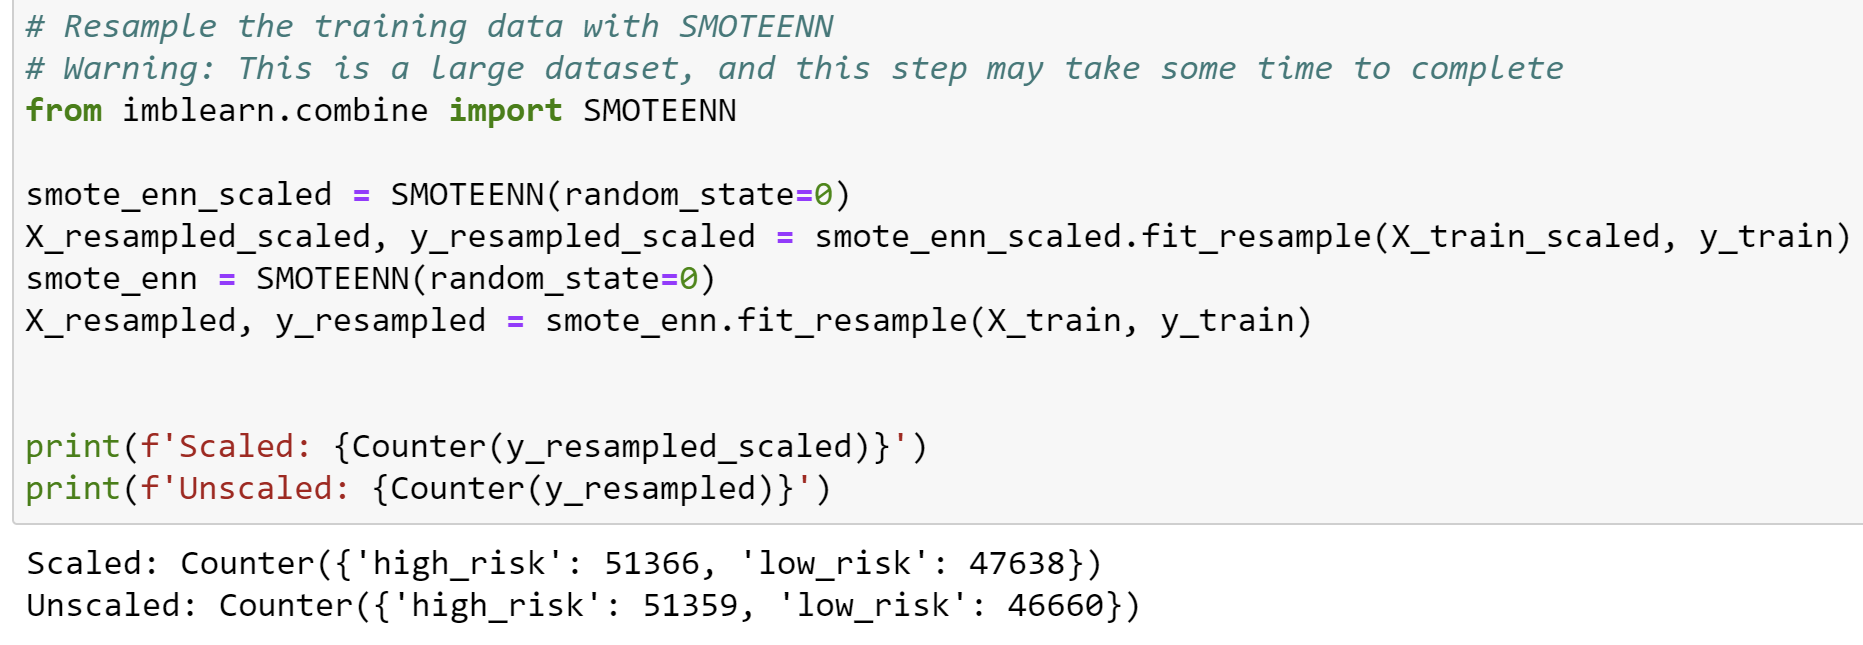 # Resample the training data with SMOTEENN
# Warning: This is a large dataset, and this step may take some time to complete
from imblearn.combine import SMOTEENN
smote_enn_scaled = SMOTEENN(random_state=0)
X_resampled_scaled, y_resampled_scaled = smote_enn_scaled.fit_resample(X_train_scaled, y_train)
smote_enn = SMOTEENN(random_state=0)
X_resampled, y_resampled = smote_enn.fit_resample(X_train, y_train)
print(f'Scaled: {Counter(y_resampled_scaled)}')
print(f'Unscaled: {Counter(y_resampled)}')
Scaled: Counter({'high_risk': 51366, 'low_risk': 47638})
Unscaled: Counter({'high_risk': 51359, 'low_risk': 46660})